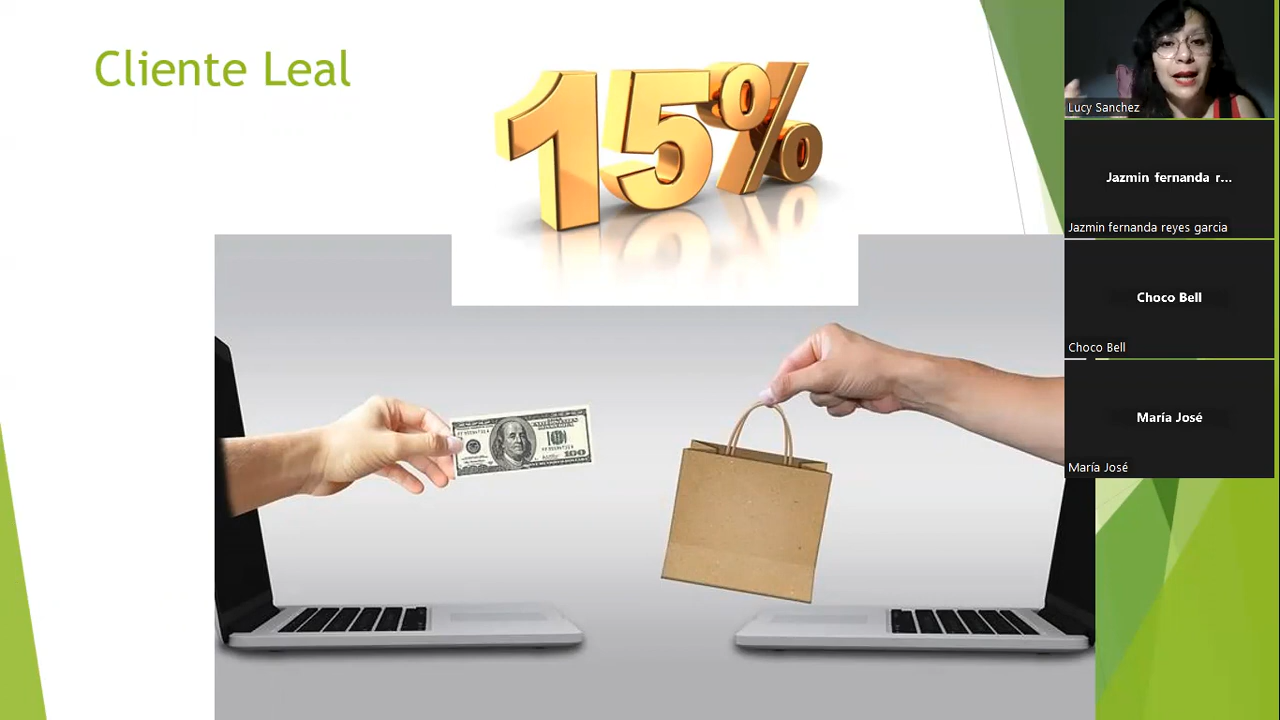 Cliente Leal
15%
100
Lucy Sanchez
Jazmin fernanda r...
Jazmin fernanda reyes garcia
Choco Bell
Choco Bell
María José
María José